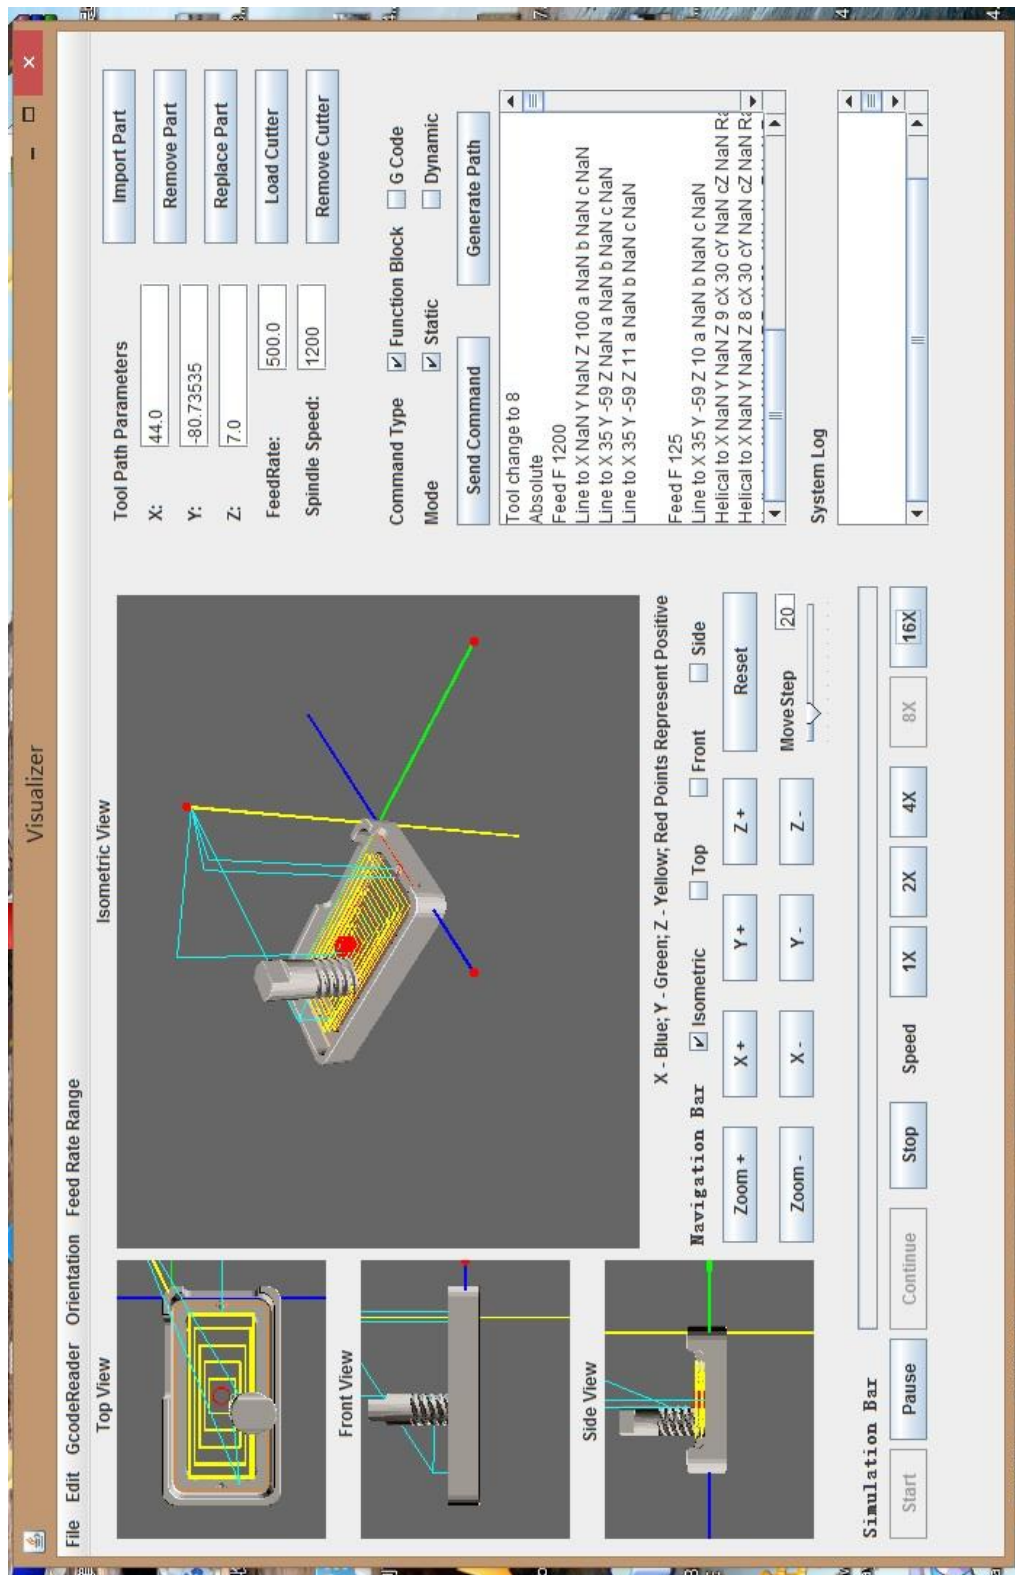 Visualizer
File Edit GcodeReader Orientation Feed Rate Range
Top View
Front View
Side View
Isometric View
X - Blue; Y - Green; Z - Yellow; Red Points Represent Positive
Navigation Bar Isometric Top Front Side
Zoom + X + Y + Z + Reset
Zoom - X - Y - Z - MoveStep 20
Simulation Bar
Start Pause Continue Stop Speed 1X 2X 4X 8X 16X
Tool Path Parameters
X: 44.0
Y: -80.73535
Z: 7.0
FeedRate: 500.0
Spindle Speed: 1200
Import Part
Remove Part
Replace Part
Load Cutter
Remove Cutter
Command Type Function Block G Code
Mode Static Dynamic
Send Command Generate Path
Tool change to 8
Absolute
Feed F 1200
Line to X NaN Y NaN Z 100 a NaN b NaN c NaN
Line to X 35 Y -59 Z NaN a NaN b NaN c NaN
Line to X 35 Y -59 Z 11 a NaN b NaN c NaN
Feed F 125
Line to X 35 Y -59 Z 10 a NaN b NaN c NaN
Helical to X NaN Y NaN Z 9 cX 30 cY NaN cZ NaN Ra
Helical to X NaN Y NaN Z 8 cX 30 cY NaN cZ NaN Ra
System Log